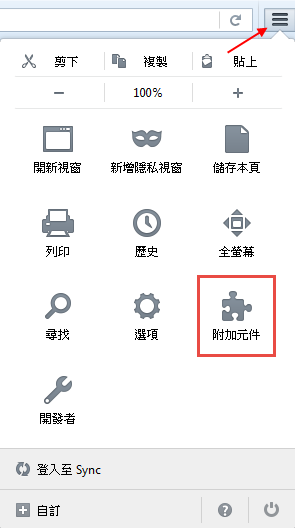 剪下 複製 貼上
− 100% +
開新視窗 新增隱私視窗 儲存本頁
列印 歷史 全螢幕
尋找 選項 附加元件
開發者
登入至 Sync
自訂